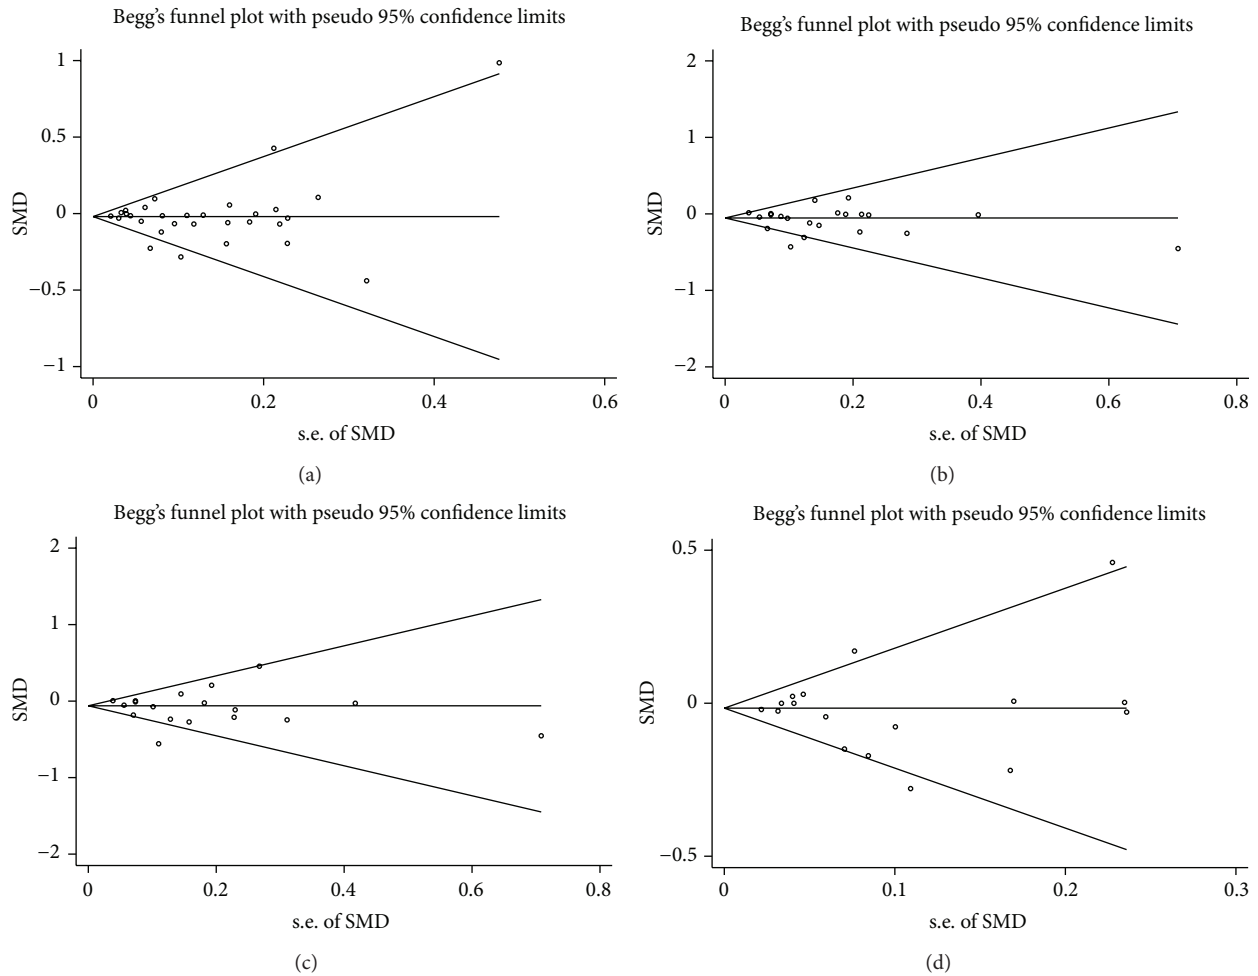 Begg’s funnel plot with pseudo 95% confidence limits
1
0.5
0
−0.5
−1
SMD
0 0.2 0.4 0.6
s.e. of SMD
(a)
Begg’s funnel plot with pseudo 95% confidence limits
2
1
0
−1
−2
SMD
0 0.2 0.4 0.6 0.8
s.e. of SMD
(b)
Begg’s funnel plot with pseudo 95% confidence limits
2
1
0
−1
−2
SMD
0 0.2 0.4 0.6 0.8
s.e. of SMD
(c)
Begg’s funnel plot with pseudo 95% confidence limits
0.5
0
−0.5
SMD
0 0.1 0.2 0.3
s.e. of SMD
(d)